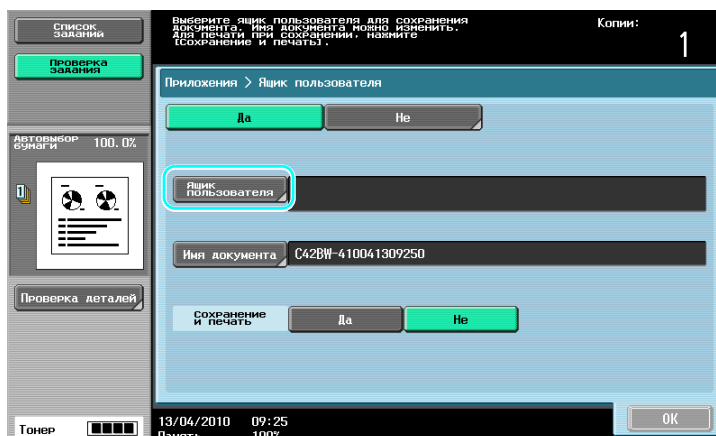 Список
заданий
Выберите ящик пользователя для сохранения
документа. Имя документа можно изменить.
Для печати при сохранении, нажмите
[Сохранение и печать].
Копии:
1
Проверка
задания
Приложения > Ящик пользователя
Да
Не
Автовыбор
бумаги
100.0%
1
Ящик
пользователя
Имя документа
C42BW-410041309250
Проверка деталей
Сохранение
и печать
Да
Не
Тонер
13/04/2010 09:25
Память 100%
OK